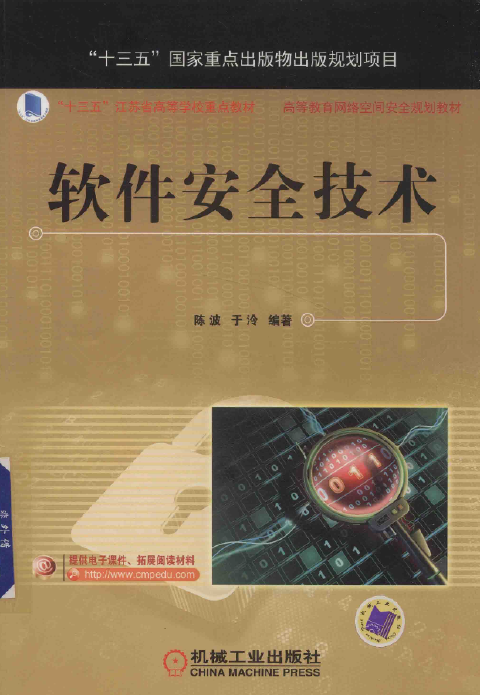 “十三五”国家重点出版物出版规划项目
“十三五”江苏省高等学校重点教材 高等教育网络空间安全规划教材
软件安全技术
陈波 于泠 编著
0 1 1
提供电子课件、拓展阅读材料
http://www.cmpedu.com
机械工业出版社
CHINA MACHINE PRESS